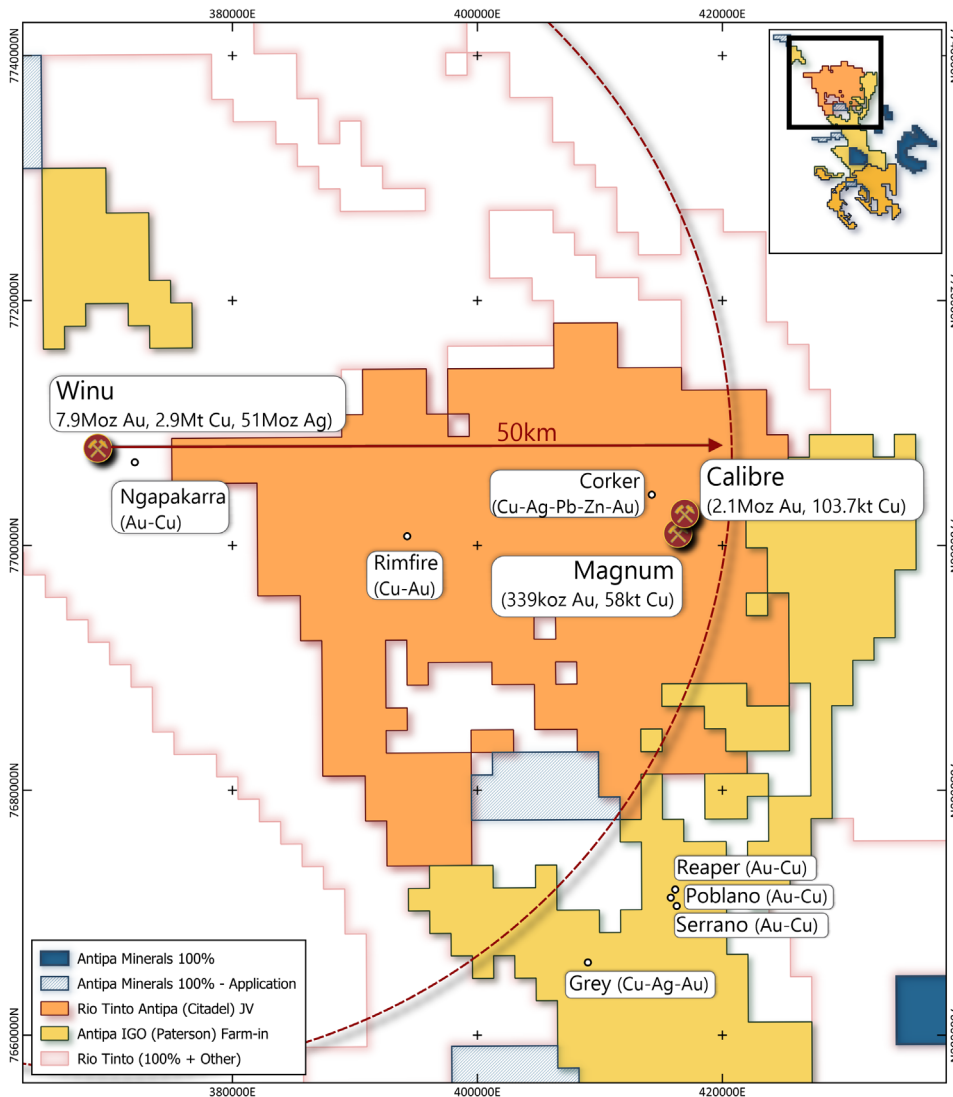 380000E
400000E
420000E
7740000N
7720000N
7700000N
7680000N
7660000N
Winu
7.9Moz Au, 2.9Mt Cu, 51Moz Ag)
50km
Ngapakarra
(Au-Cu)
Corker
(Cu-Ag-Pb-Zn-Au)
Calibre
(2.1Moz Au, 103.7kt Cu)
Rimfire
(Cu-Au)
Magnum
(339koz Au, 58kt Cu)
Reaper (Au-Cu)
Poblano (Au-Cu)
Serrano (Au-Cu)
Grey (Cu-Ag-Au)
Antipa Minerals 100%
Antipa Minerals 100% - Application
Rio Tinto Antipa (Citadel) JV
Antipa IGO (Paterson) Farm-in
Rio Tinto (100% + Other)
380000E
400000E
420000E